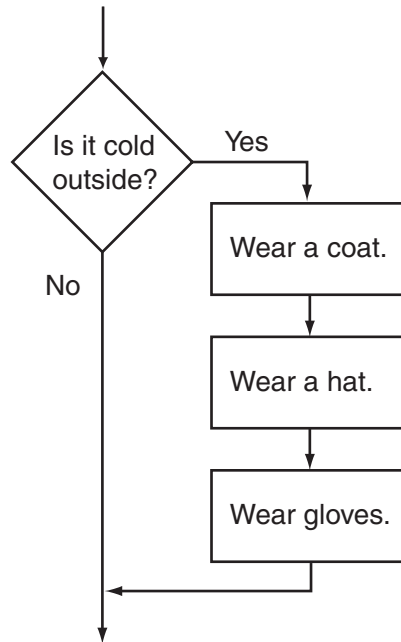 Is it cold
outside?
Yes
Wear a coat.
No
Wear a hat.
Wear gloves.